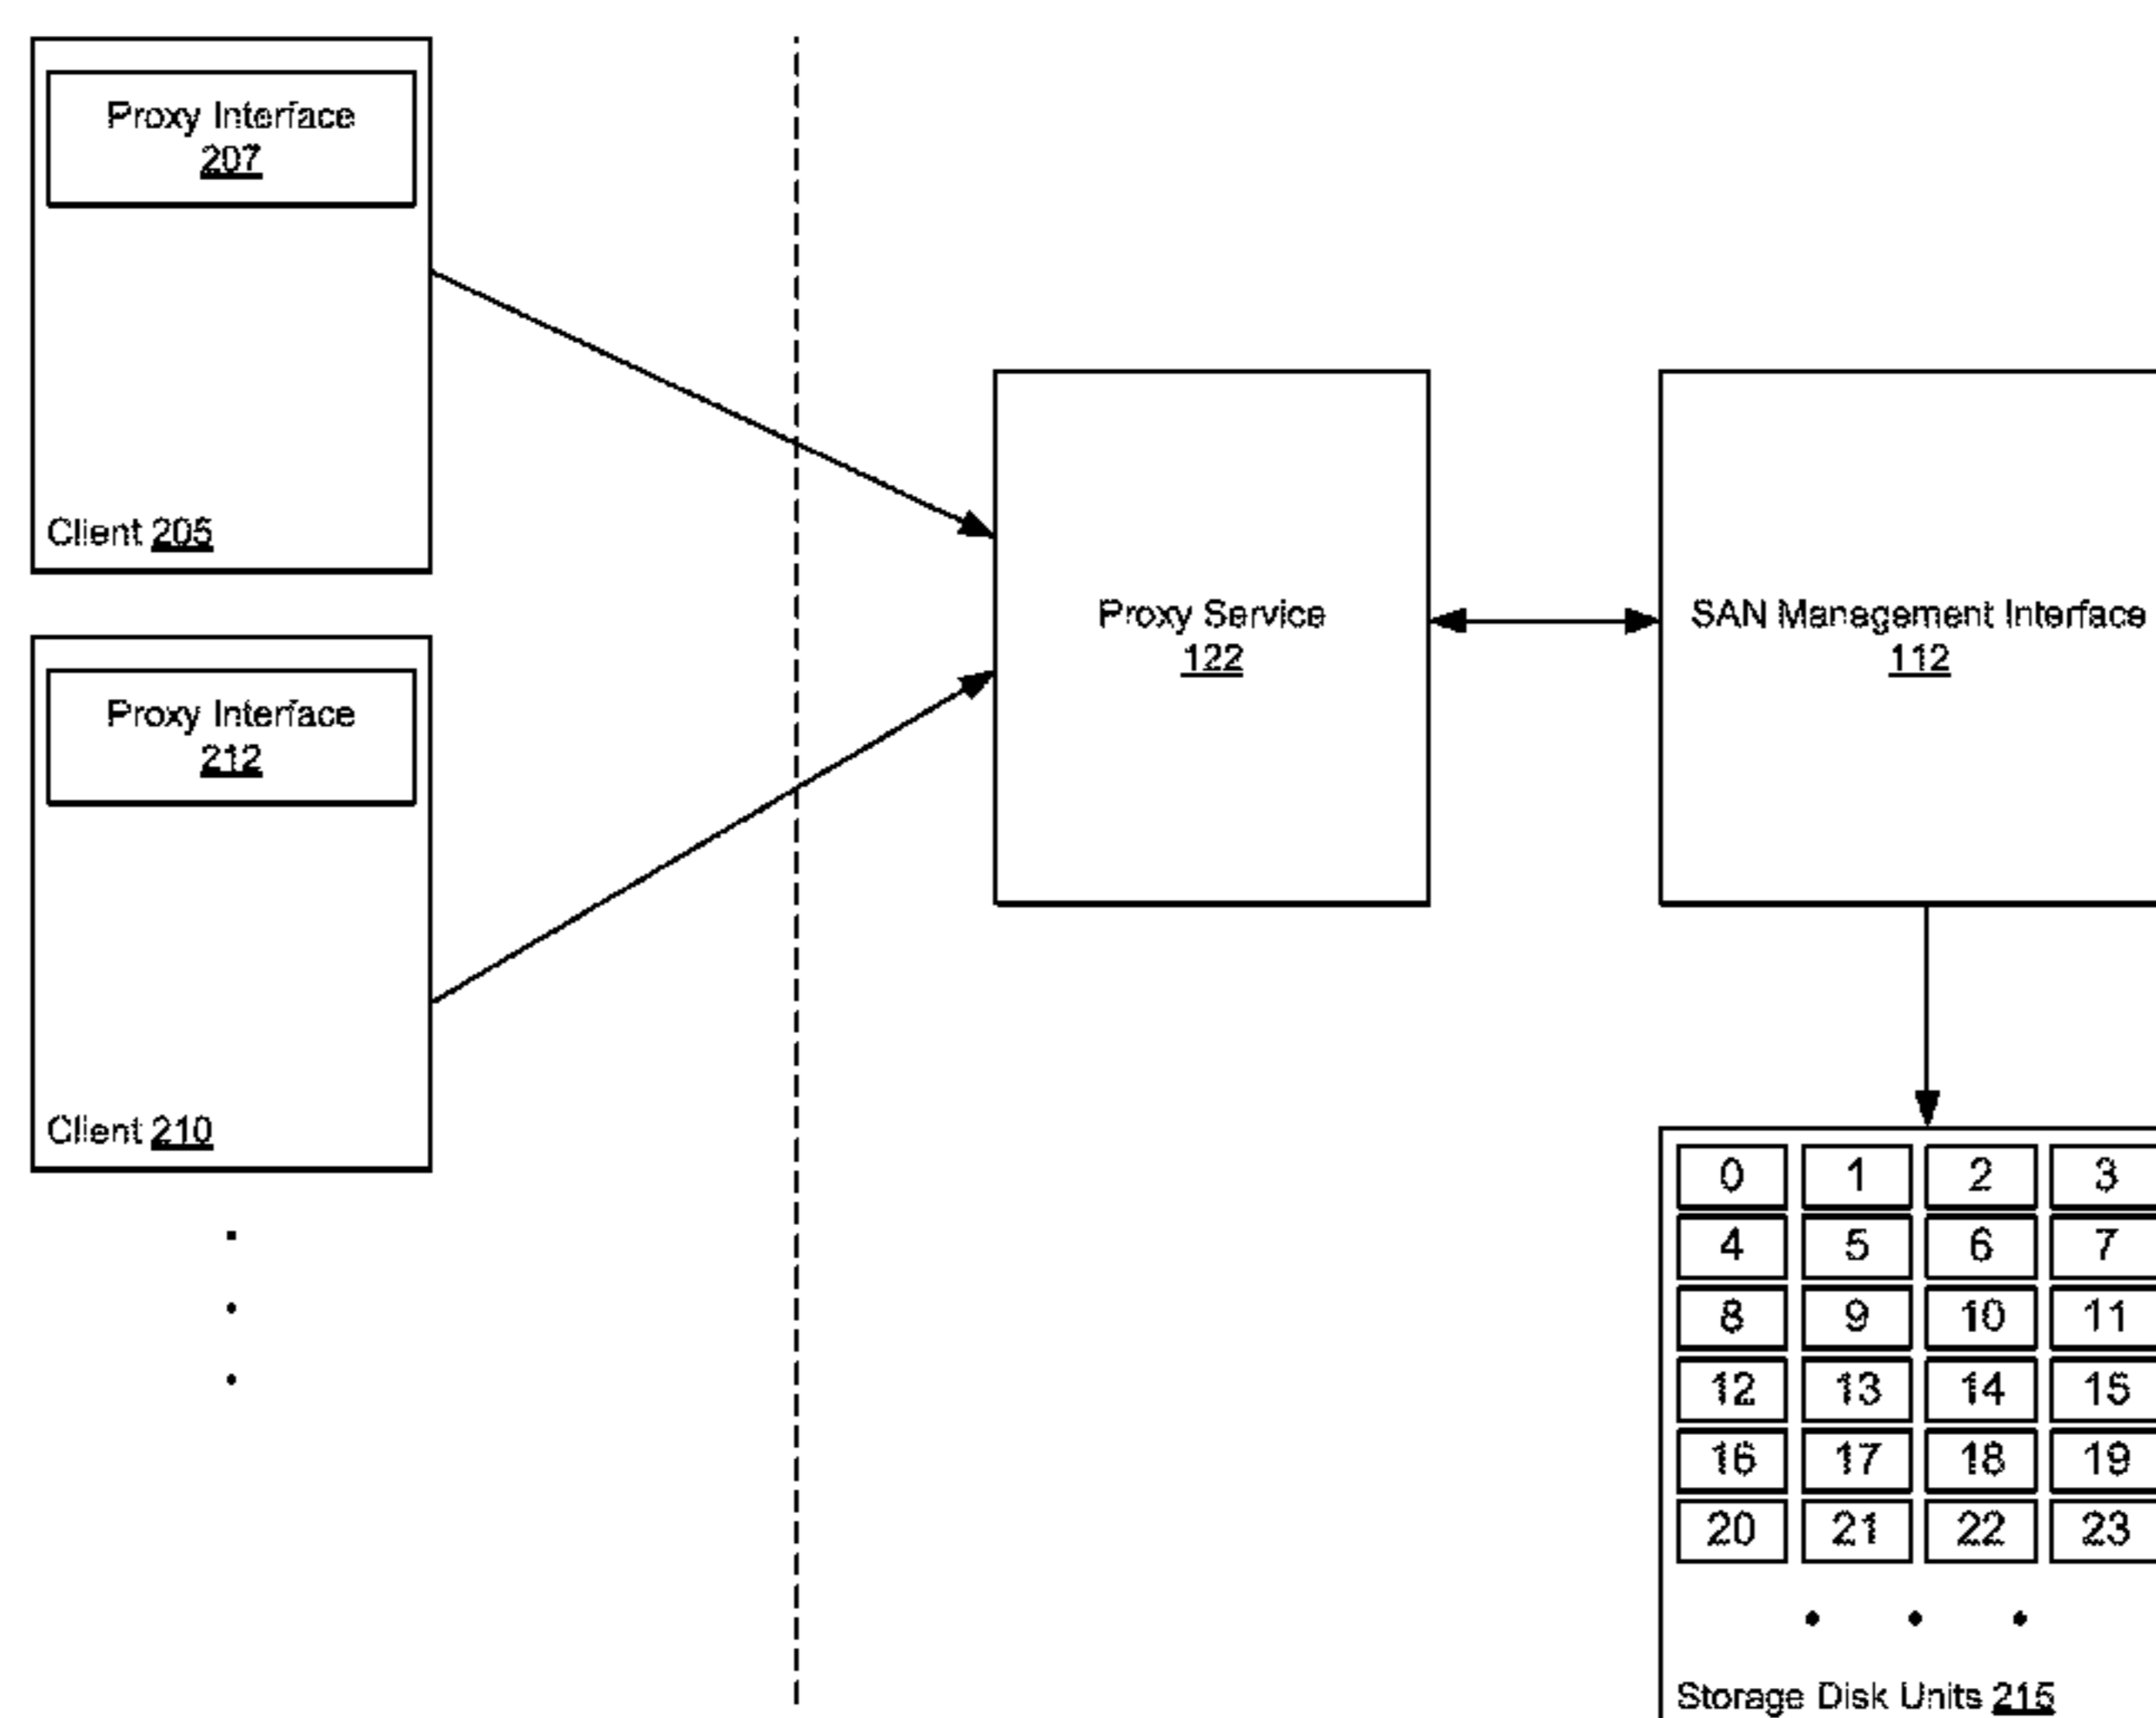 Proxy Interface
207
Client 205
Proxy Interface
212
Client 210
Proxy Service
122
SAN Management Interface
112
0 1 2 3
4 5 6 7
8 9 10 11
12 13 14 15
16 17 18 19
20 21 22 23
Storage Disk Units 215